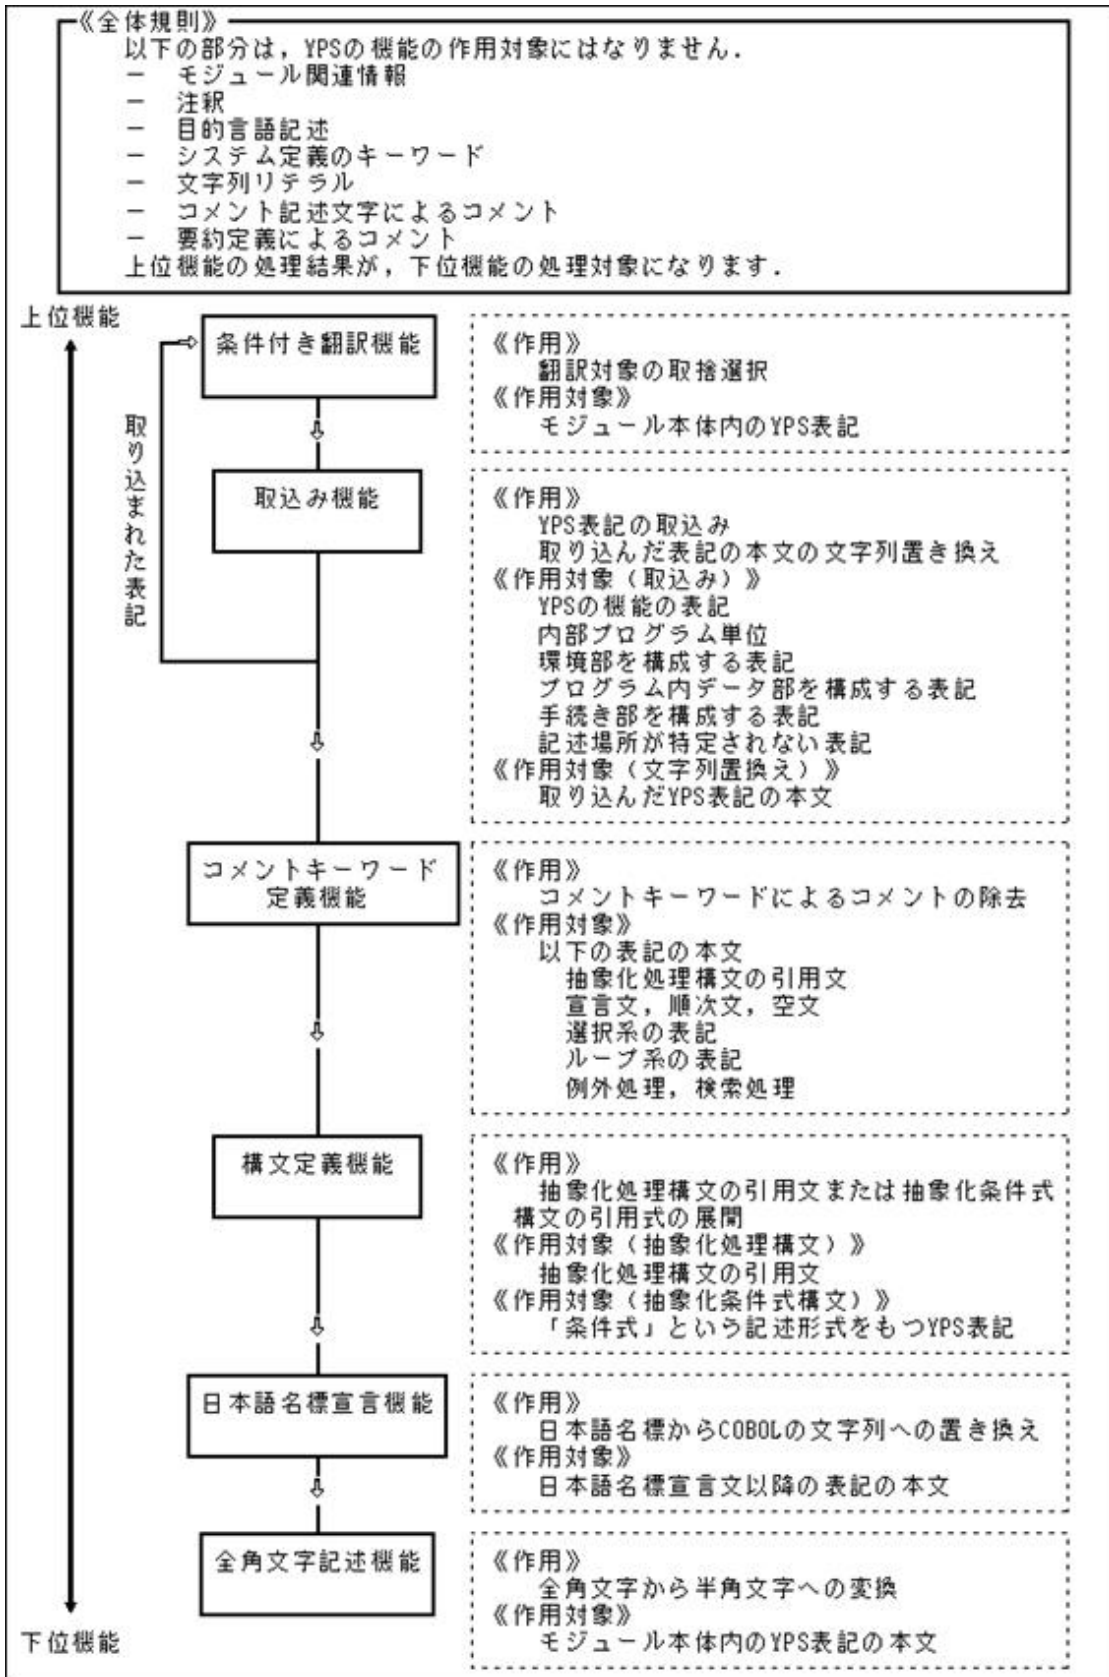 《全体規則》
以下の部分は，YPSの機能の作用対象にはなりません．
－ モジュール関連情報
－ 注釈
－ 目的言語記述
－ システム定義のキーワード
－ 文字列リテラル
－ コメント記述文字によるコメント
－ 要約定義によるコメント
上位機能の処理結果が，下位機能の処理対象になります．
上位機能
条件付き翻訳機能
《作用》
翻訳対象の取捨選択
《作用対象》
モジュール本体内のYPS表記
取り込まれた表記
取込み機能
《作用》
YPS表記の取込み
取り込んだ表記の本文の文字列置き換え
《作用対象（取込み）》
YPSの機能の表記
内部プログラム単位
環境部を構成する表記
プログラム内データ部を構成する表記
手続き部を構成する表記
記述場所が特定されない表記
《作用対象（文字列置換え）》
取り込んだYPS表記の本文
コメントキーワード
定義機能
《作用》
コメントキーワードによるコメントの除去
《作用対象》
以下の表記の本文
抽象化処理構文の引用文
宣言文，順次文，空文
選択系の表記
ループ系の表記
例外処理，検索処理
構文定義機能
《作用》
抽象化処理構文の引用文または抽象化条件式
構文の引用式の展開
《作用対象（抽象化処理構文）》
抽象化処理構文の引用文
《作用対象（抽象化条件式構文）》
「条件式」という記述形式をもつYPS表記
日本語名標宣言機能
《作用》
日本語名標からCOBOLの文字列への置き換え
《作用対象》
日本語名標宣言文以降の表記の本文
全角文字記述機能
《作用》
全角文字から半角文字への変換
《作用対象》
モジュール本体内のYPS表記の本文
下位機能